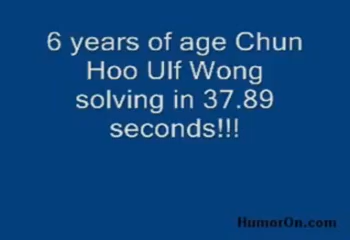 6 years of age Chun
Hoo Ulf Wong
solving in 37.89
seconds!!!
HumorOn.com